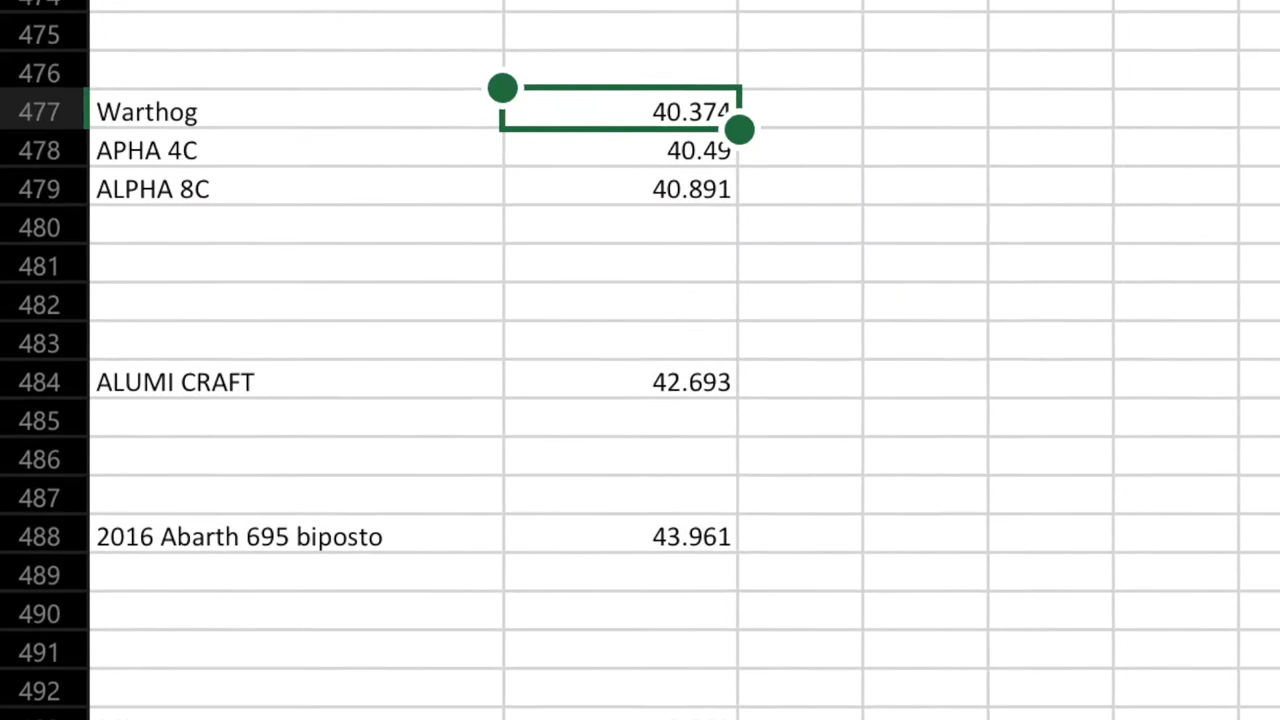 475
476
477 Warthog 40.374
478 APHA 4C 40.49
479 ALPHA 8C 40.891
480
481
482
483
484 ALUMI CRAFT 42.693
485
486
487
488 2016 Abarth 695 biposto 43.961
489
490
491
492